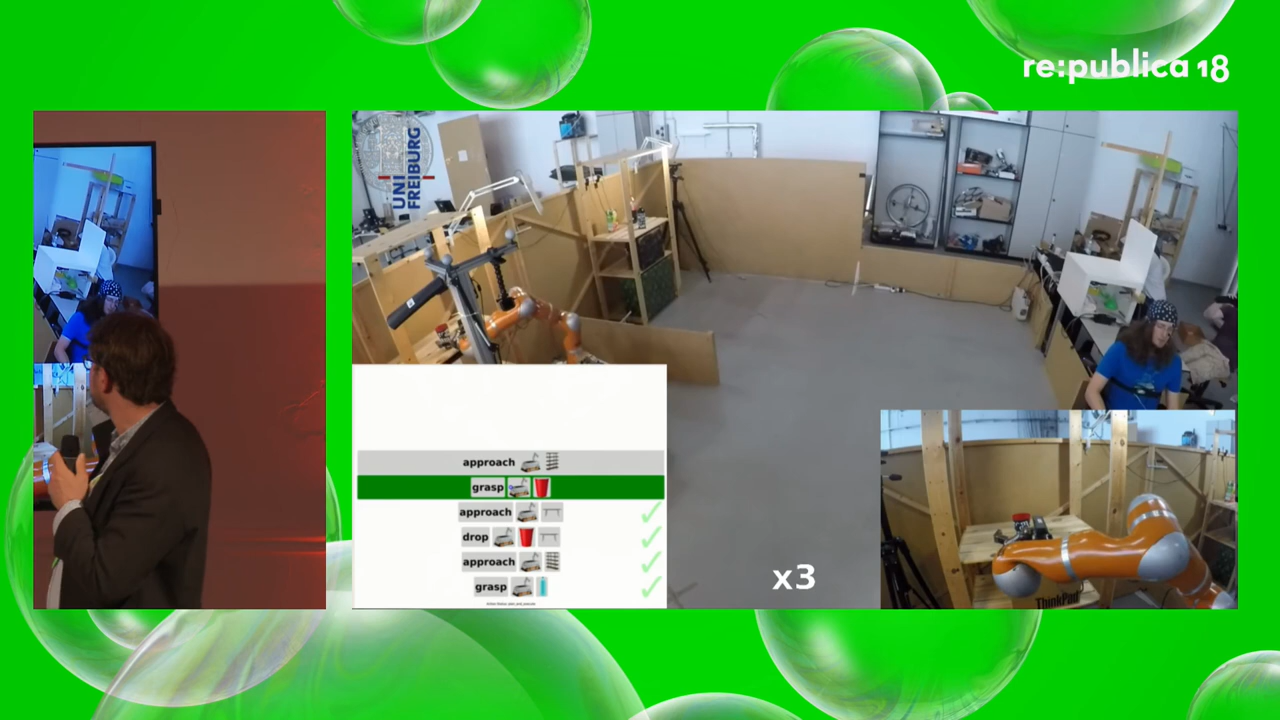 re:publica 18
UNI
FREIBURG
approach
grasp
approach
drop
approach
grasp
x3
ThinkPad